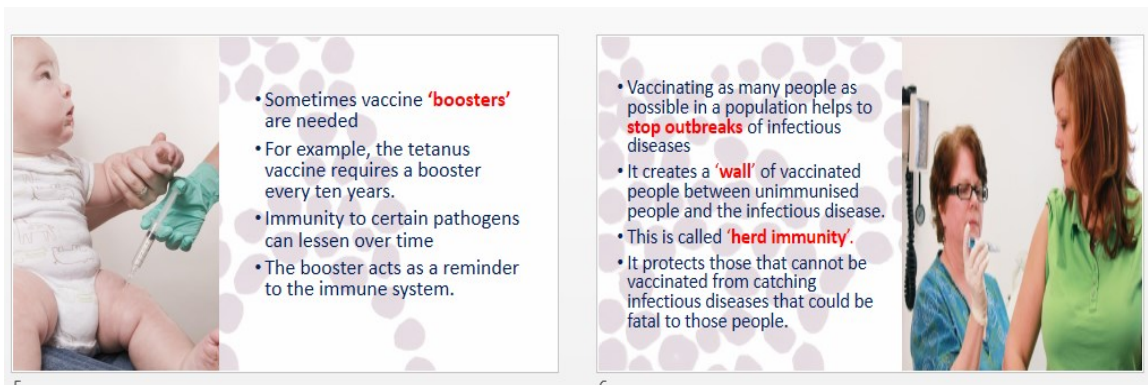 • Sometimes vaccine ‘boosters’
are needed
• For example, the tetanus
vaccine requires a booster
every ten years.
• Immunity to certain pathogens
can lessen over time
• The booster acts as a reminder
to the immune system.
• Vaccinating as many people as
possible in a population helps to
stop outbreaks of infectious
diseases
• It creates a ‘wall’ of vaccinated
people between unimmunised
people and the infectious disease.
• This is called ‘herd immunity’.
• It protects those that cannot be
vaccinated from catching
infectious diseases that could be
fatal to those people.